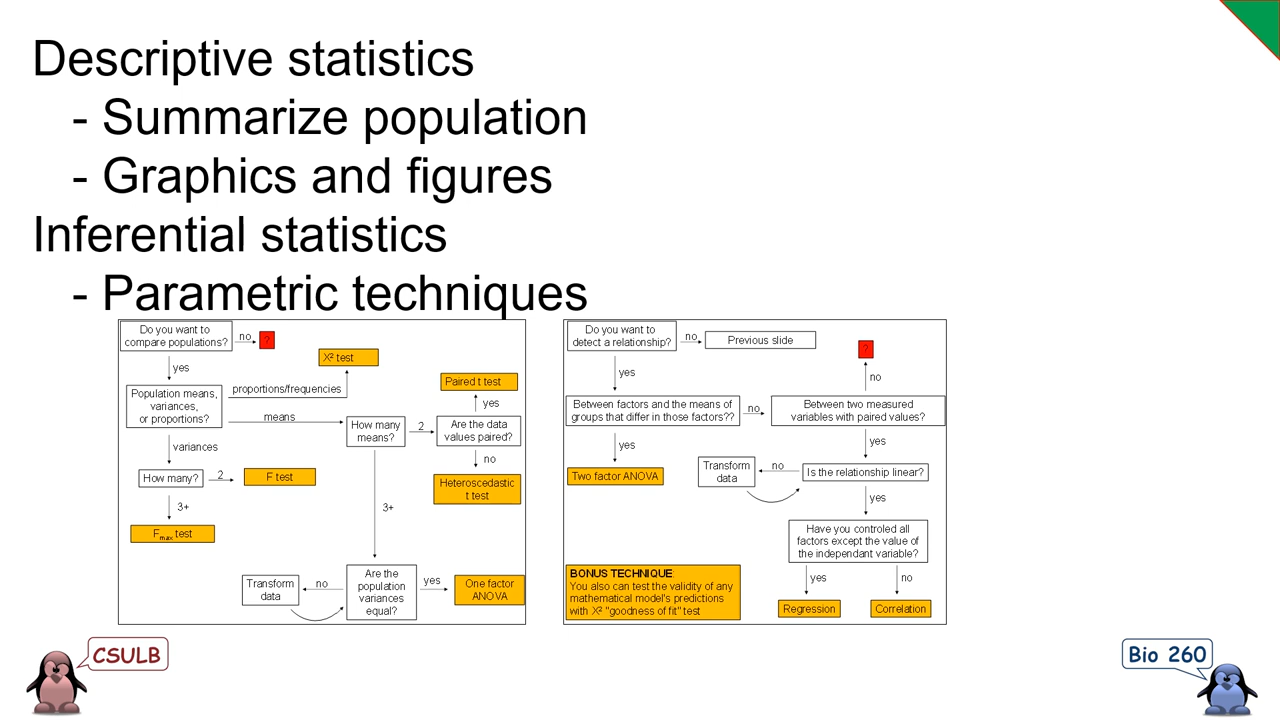 Descriptive statistics
- Summarize population
- Graphics and figures
Inferential statistics
- Parametric techniques
Do you want to
compare populations?
no
?
yes
X² test
Population means,
variances,
or proportions?
proportions/frequencies
means
variances
How many
means?
2
Paired t test
yes
Are the data
values paired?
no
Heteroscedastic
t test
How many?
2
F test
3+
Fmax test
3+
Transform
data
no
Are the
population
variances
equal?
yes
One factor
ANOVA
Do you want to
detect a relationship?
no
Previous slide
yes
?
no
Between factors and the means of
groups that differ in those factors??
no
Between two measured
variables with paired values?
yes
Two factor ANOVA
yes
Transform
data
no
Is the relationship linear?
yes
Have you controled all
factors except the value of
the independant variable?
yes
no
Regression
Correlation
BONUS TECHNIQUE:
You also can test the validity of any
mathematical model's predictions
with X² "goodness of fit" test
CSULB
Bio 260